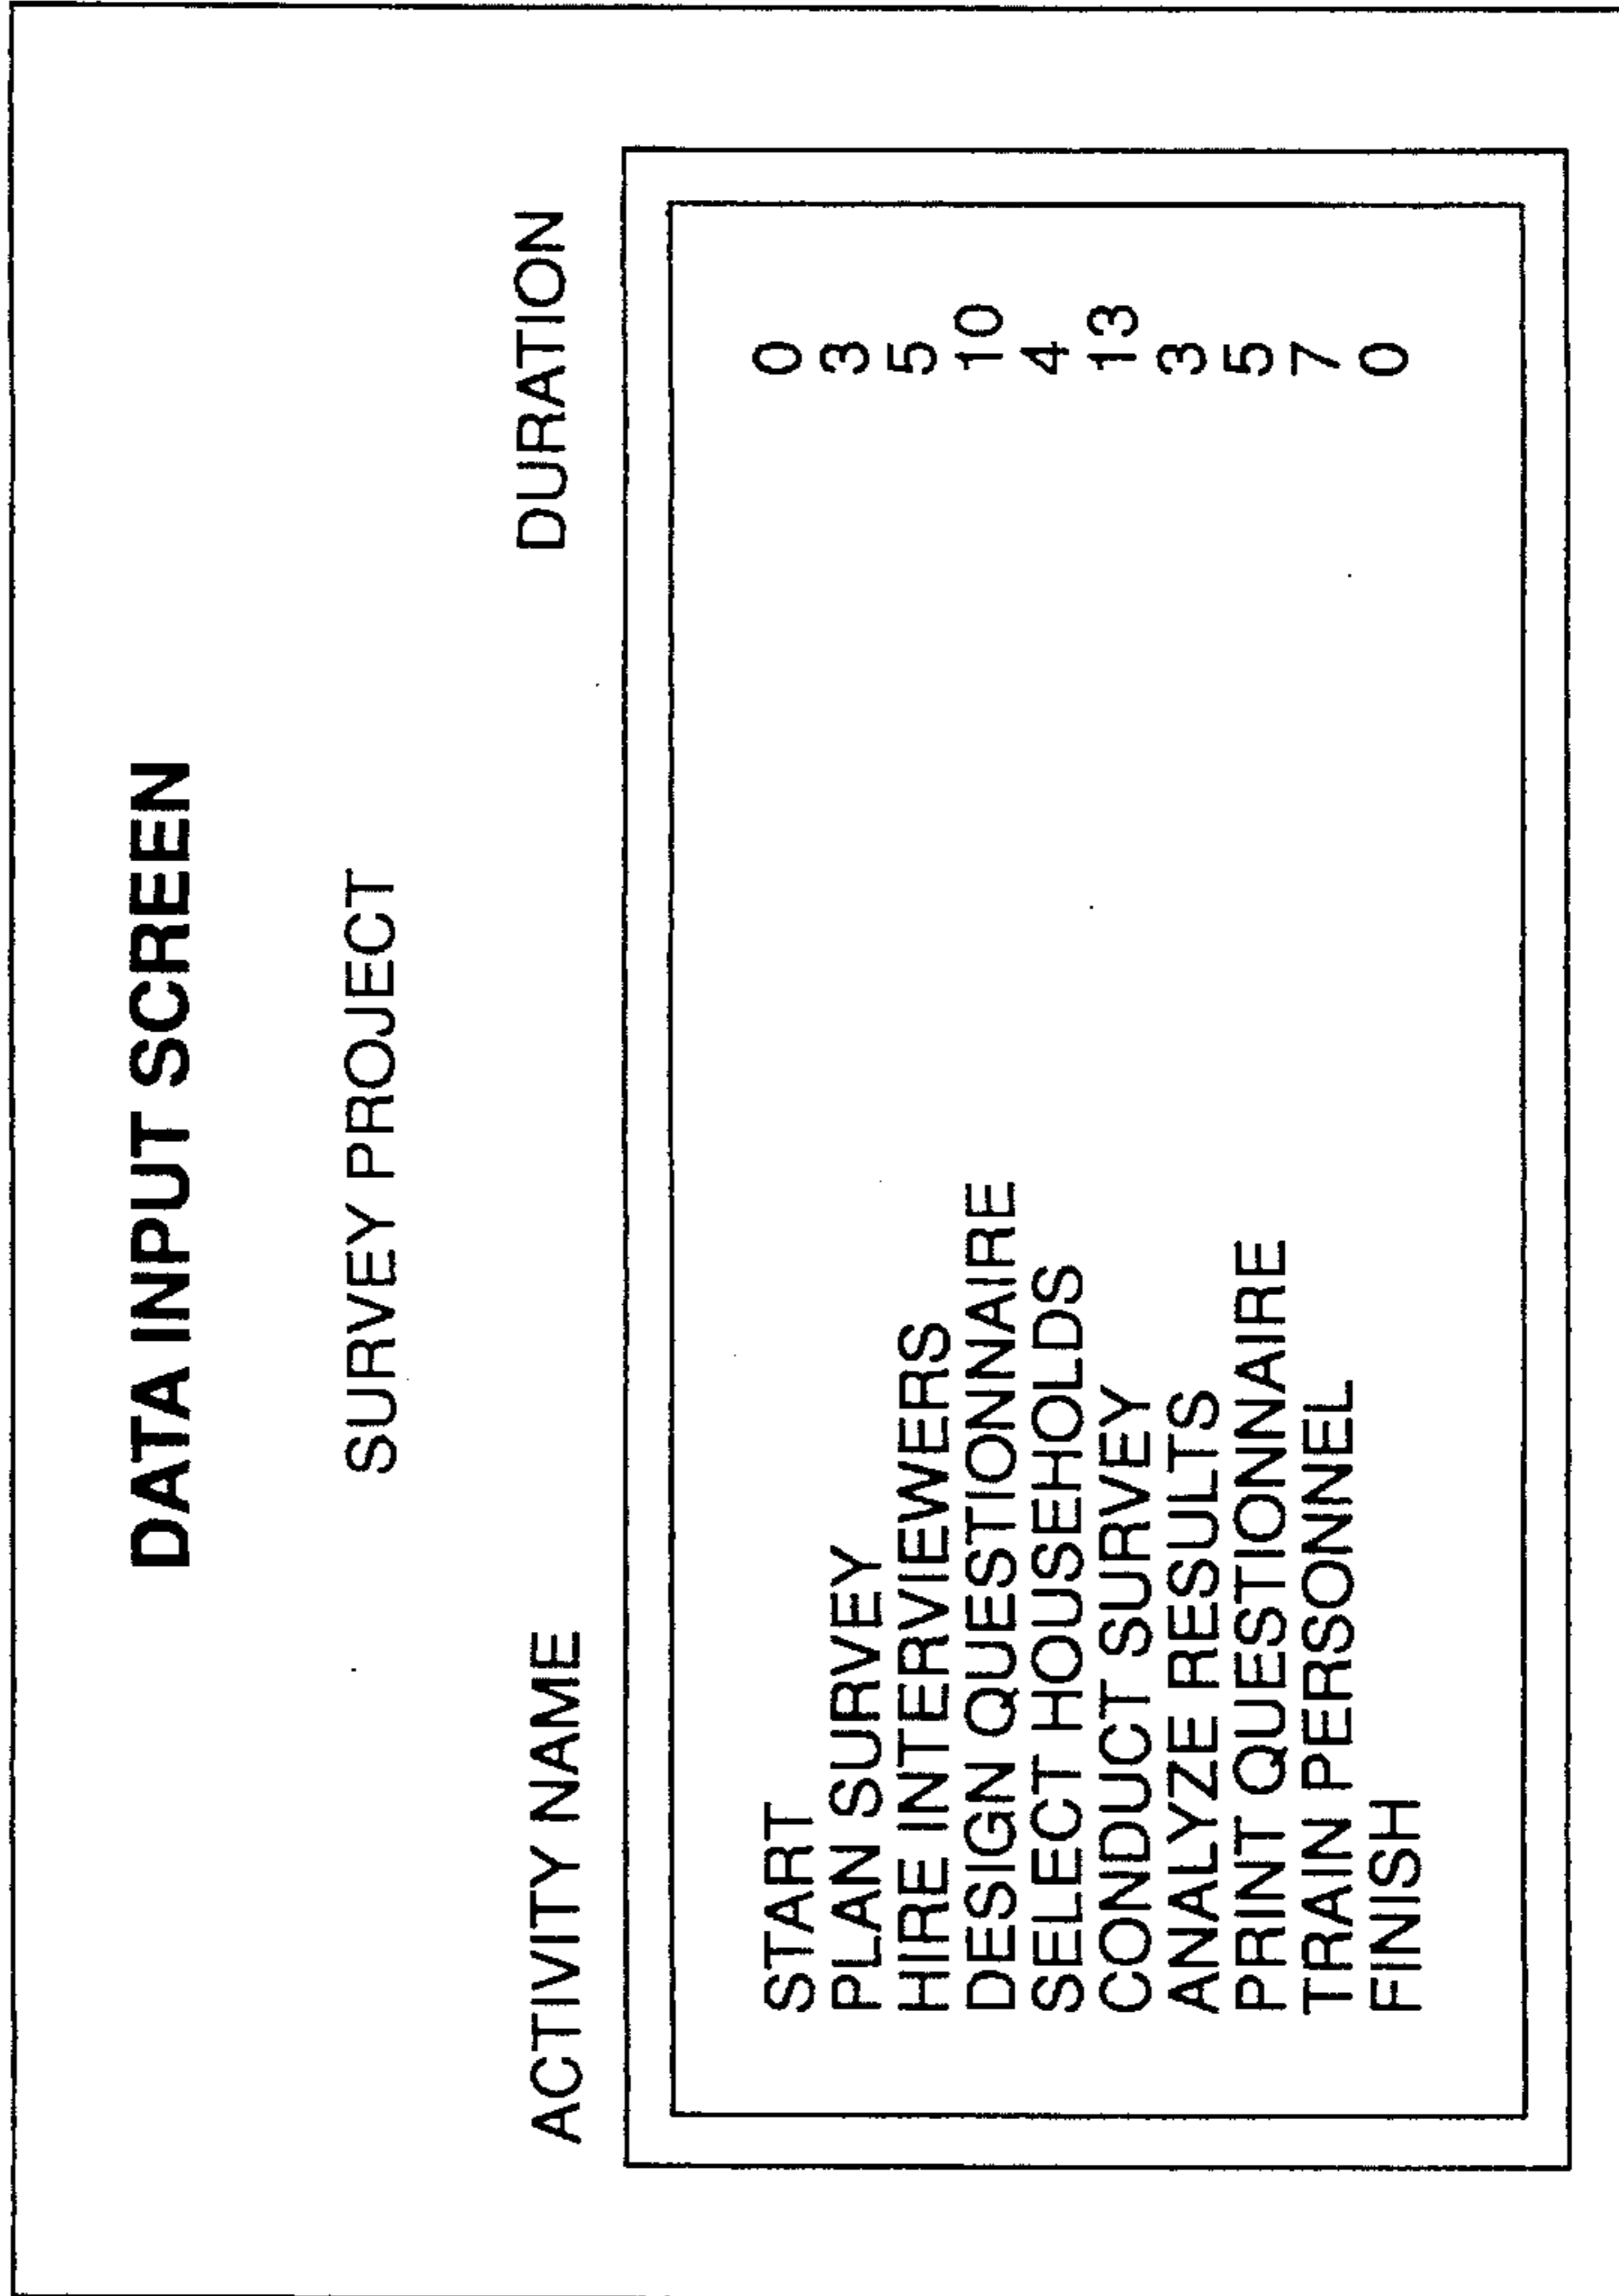 DATA INPUT SCREEN
SURVEY PROJECT
ACTIVITY NAME DURATION
START 0
PLAN SURVEY 3
HIRE INTERVIEWERS 5
DESIGN QUESTIONNAIRE 10
SELECT HOUSEHOLDS 4
CONDUCT SURVEY 13
ANALYZE RESULTS 3
PRINT QUESTIONNAIRE 5
TRAIN PERSONNEL 7
FINISH 0